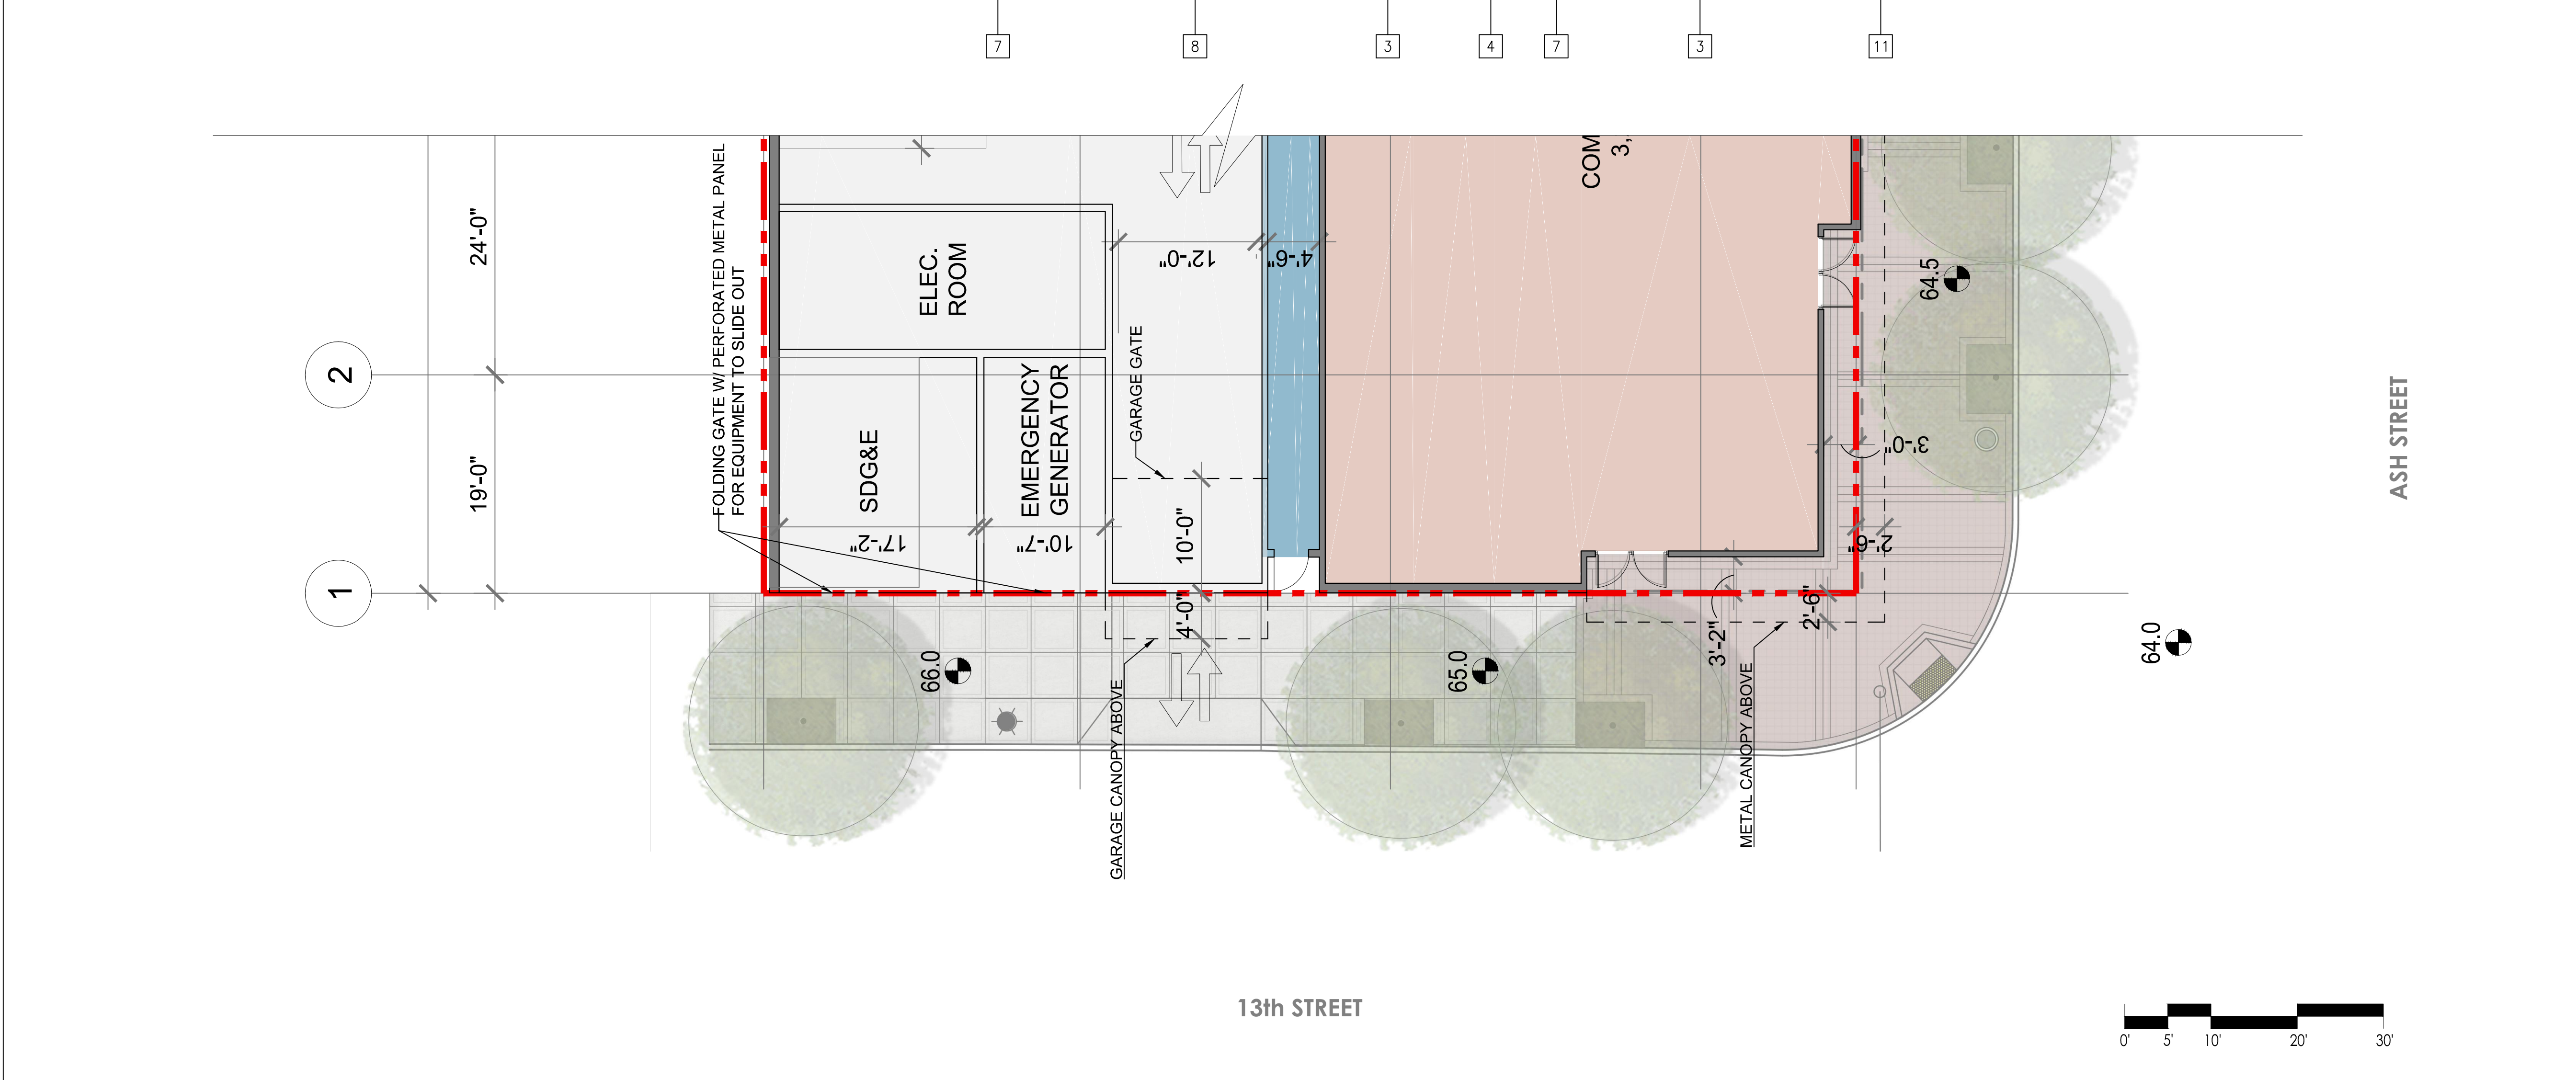 7
8
3
4
7
3
11
24'-0"
19'-0"
2
1
FOLDING GATE W/ PERFORATED METAL PANEL
FOR EQUIPMENT TO SLIDE OUT
ELEC.
ROOM
SDG&E
EMERGENCY
GENERATOR
17'-2"
10'-7"
GARAGE GATE
12'-0"
4'-6"
10'-0"
4'-0"
COM
3,
64.5
3'-0"
2'-6"
2'-6"
3'-2"
66.0
65.0
64.0
GARAGE CANOPY ABOVE
METAL CANOPY ABOVE
ASH STREET
13th STREET
0'
5'
10'
20'
30'